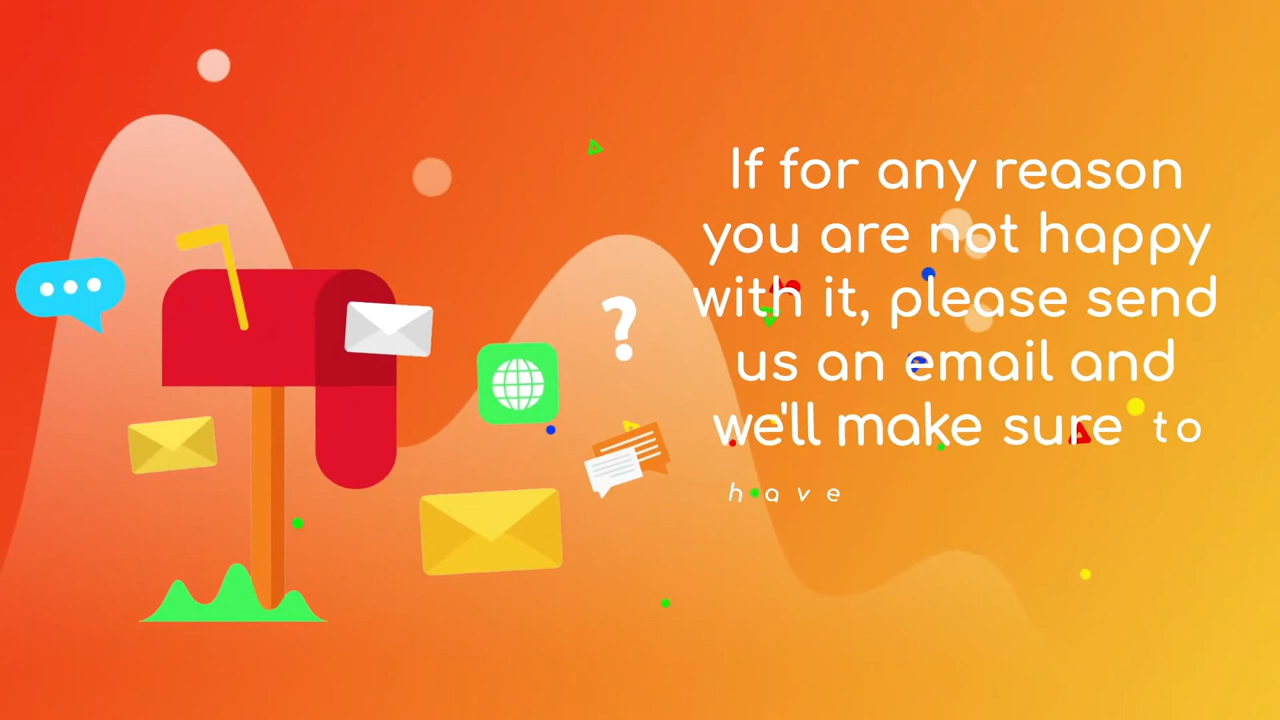 If for any reason
you are not happy
with it, please send
us an email and
we'll make sure to
have
?